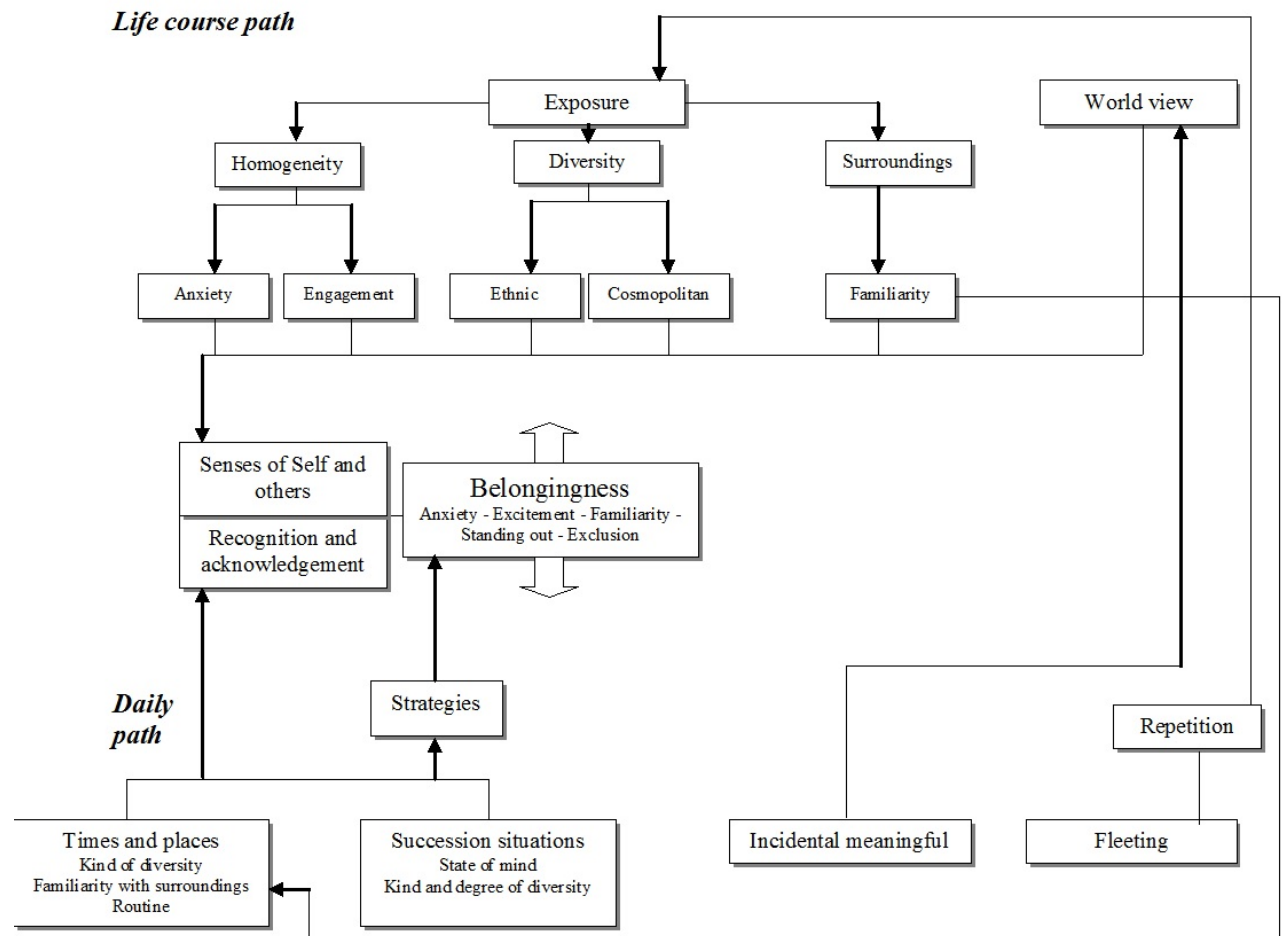 Life course path
Exposure
World view
Homogeneity
Diversity
Surroundings
Anxiety
Engagement
Ethnic
Cosmopolitan
Familiarity
Senses of Self and
others
Recognition and
acknowledgement
Belongingness
Anxiety - Excitement - Familiarity -
Standing out - Exclusion
Daily
path
Strategies
Repetition
Times and places
Kind of diversity
Familiarity with surroundings
Routine
Succession situations
State of mind
Kind and degree of diversity
Incidental meaningful
Fleeting